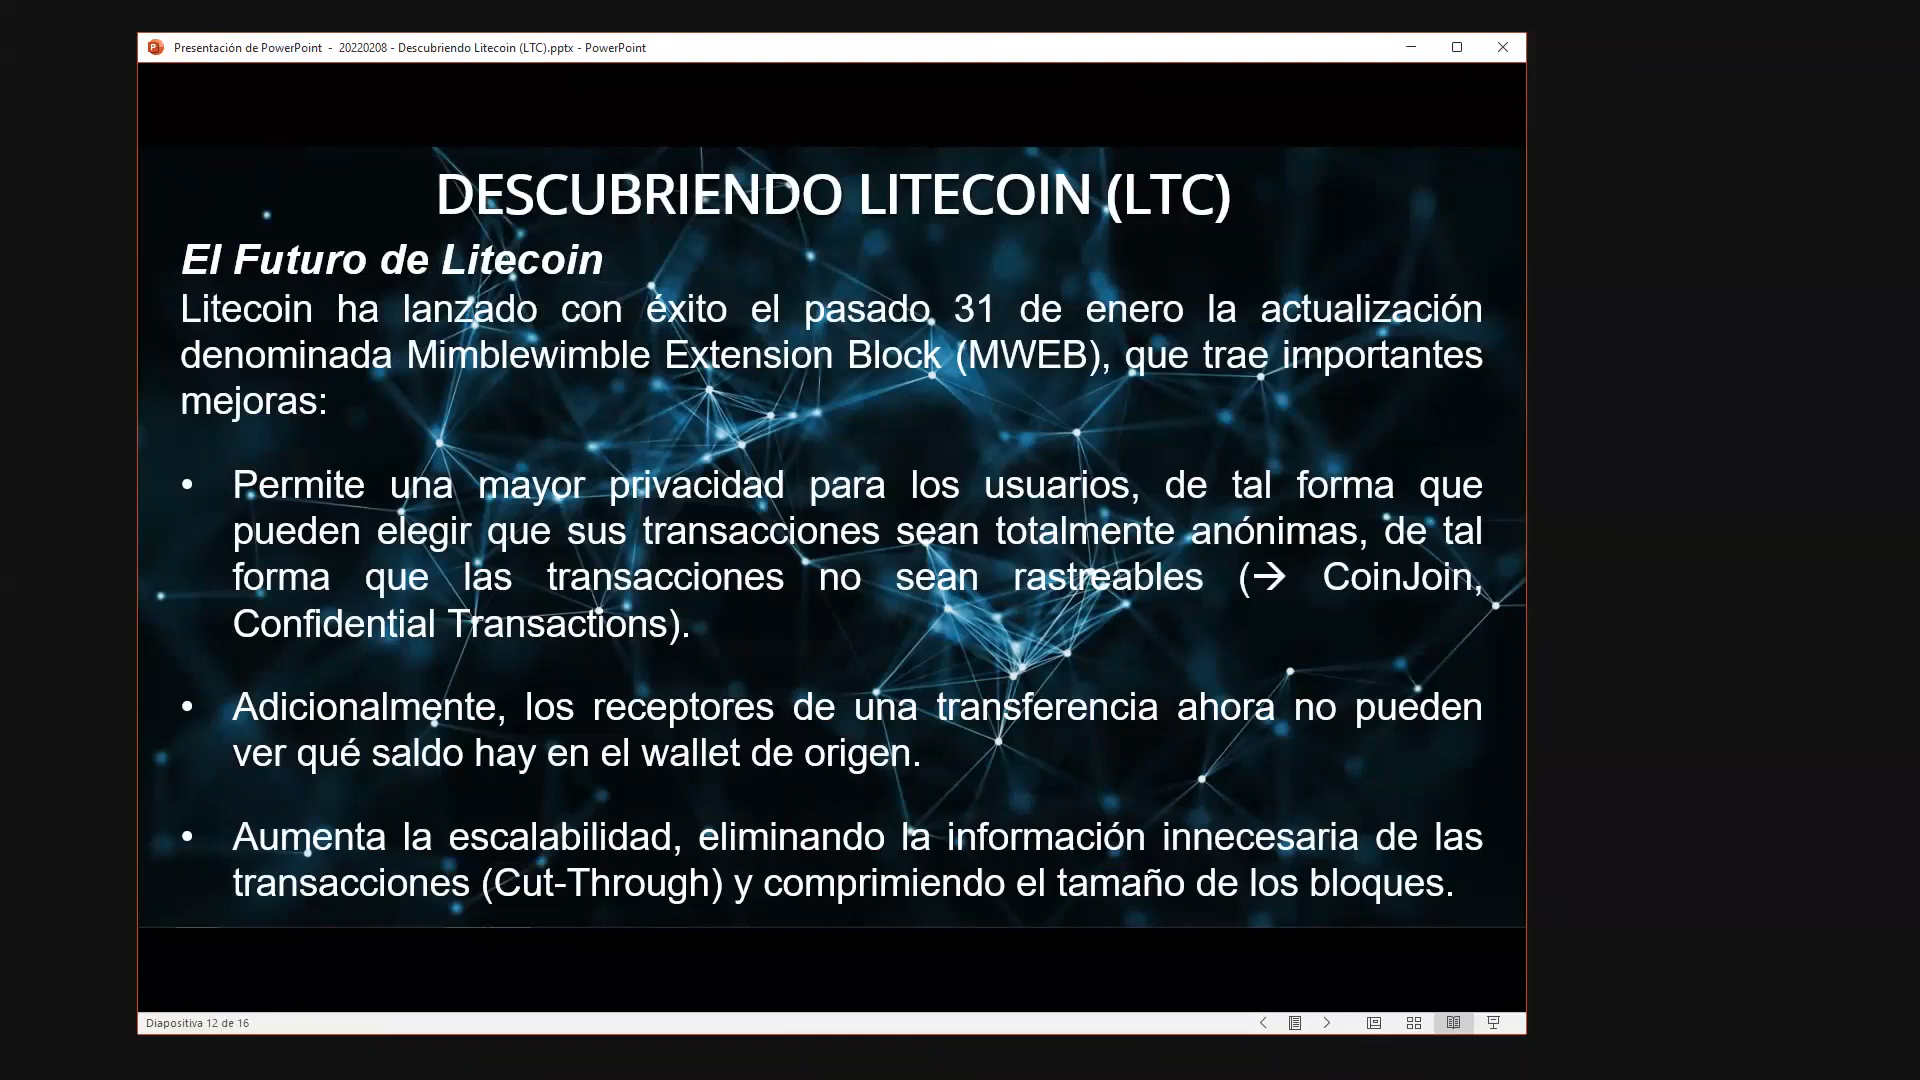 Presentación de PowerPoint - 20220208 - Descubriendo Litecoin (LTC).pptx - PowerPoint
DESCUBRIENDO LITECOIN (LTC)
El Futuro de Litecoin
Litecoin ha lanzado con éxito el pasado 31 de enero la actualización
denominada Mimblewimble Extension Block (MWEB), que trae importantes
mejoras:
• Permite una mayor privacidad para los usuarios, de tal forma que
pueden elegir que sus transacciones sean totalmente anónimas, de tal
forma que las transacciones no sean rastreables (→ CoinJoin,
Confidential Transactions).
• Adicionalmente, los receptores de una transferencia ahora no pueden
ver qué saldo hay en el wallet de origen.
• Aumenta la escalabilidad, eliminando la información innecesaria de las
transacciones (Cut-Through) y comprimiendo el tamaño de los bloques.
Diapositiva 12 de 16